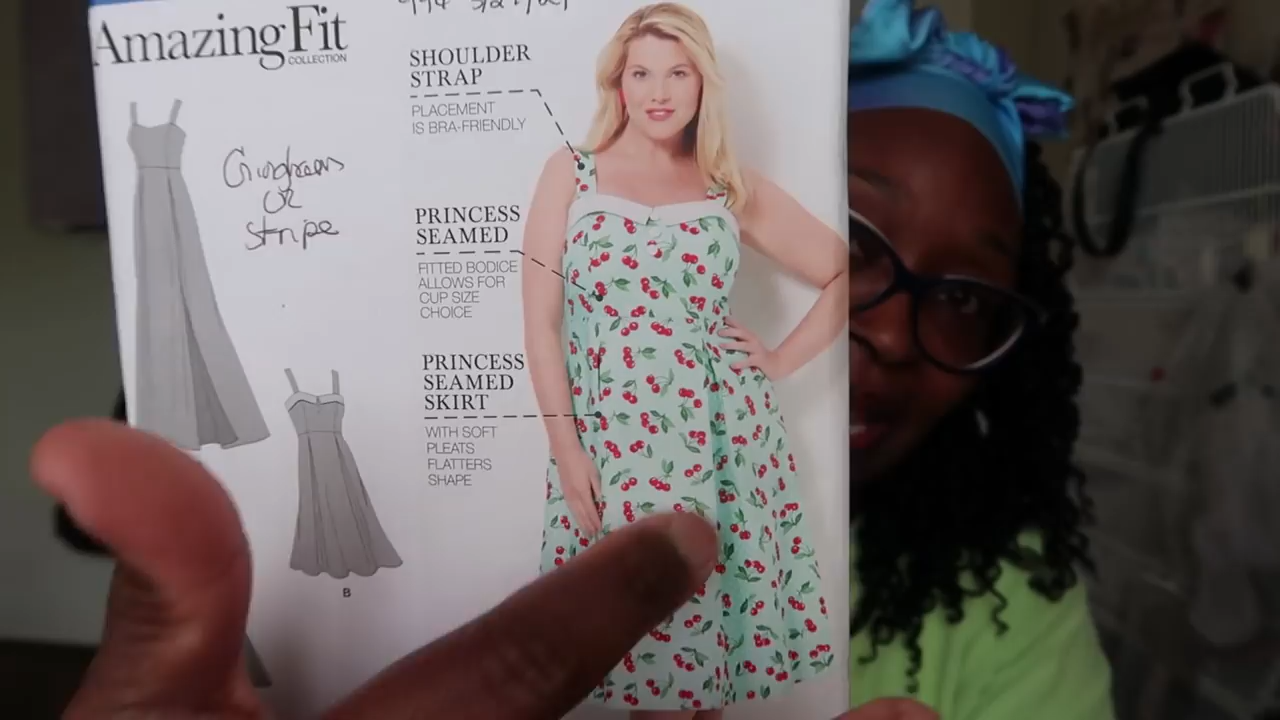 AmazingFit
COLLECTION
SHOULDER
STRAP
PLACEMENT
IS BRA-FRIENDLY
or
stripe
PRINCESS
SEAMED
FITTED BODICE
ALLOWS FOR
CUP SIZE
CHOICE
PRINCESS
SEAMED
SKIRT
WITH SOFT
PLEATS
FLATTERS
SHAPE
B